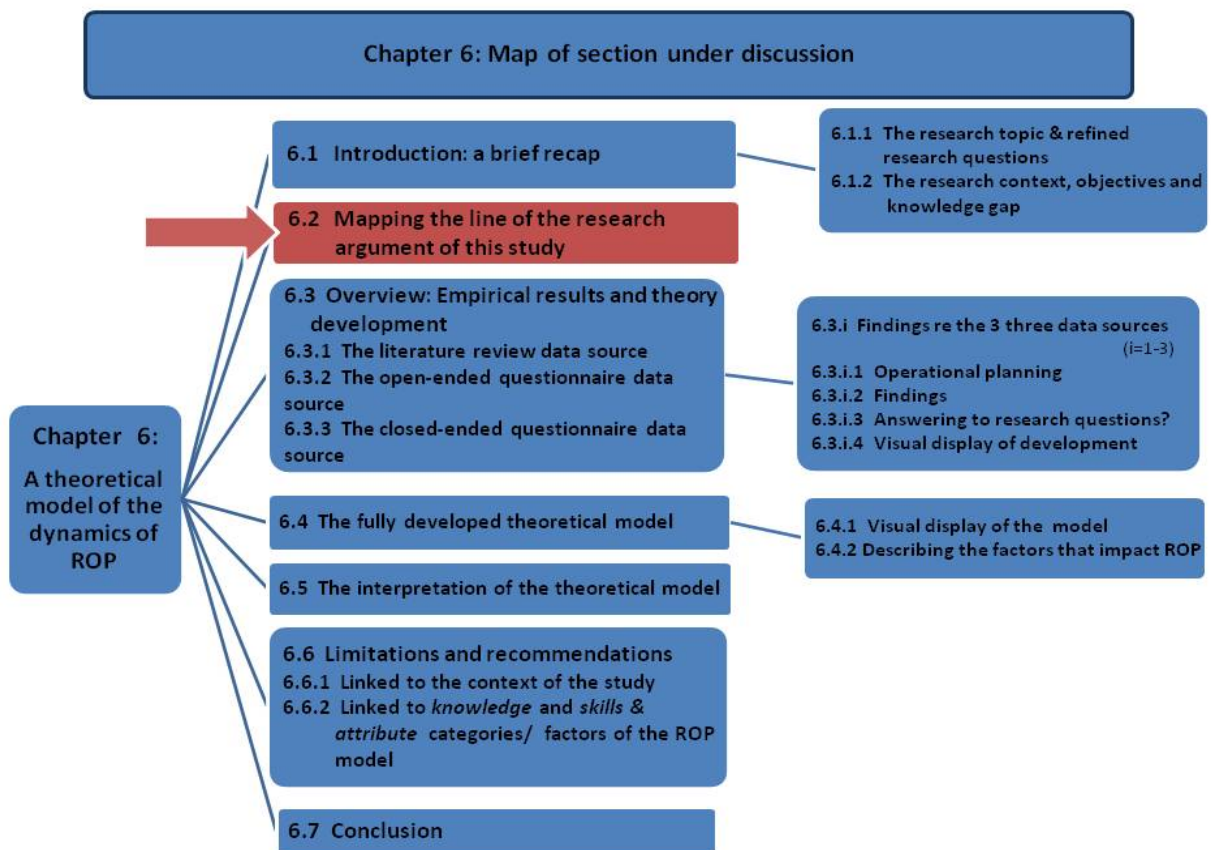 Chapter 6: Map of section under discussion
6.1 Introduction: a brief recap
6.1.1 The research topic & refined
research questions
6.1.2 The research context, objectives and
knowledge gap
6.2 Mapping the line of the research
argument of this study
6.3 Overview: Empirical results and theory
development
6.3.1 The literature review data source
6.3.2 The open-ended questionnaire data
source
6.3.3 The closed-ended questionnaire data
source
6.3.i Findings re the 3 three data sources
(i=1-3)
6.3.i.1 Operational planning
6.3.i.2 Findings
6.3.i.3 Answering to research questions?
6.3.i.4 Visual display of development
Chapter 6:
A theoretical
model of the
dynamics of
ROP
6.4 The fully developed theoretical model
6.4.1 Visual display of the model
6.4.2 Describing the factors that impact ROP
6.5 The interpretation of the theoretical model
6.6 Limitations and recommendations
6.6.1 Linked to the context of the study
6.6.2 Linked to knowledge and skills &
attribute categories/ factors of the ROP
model
6.7 Conclusion